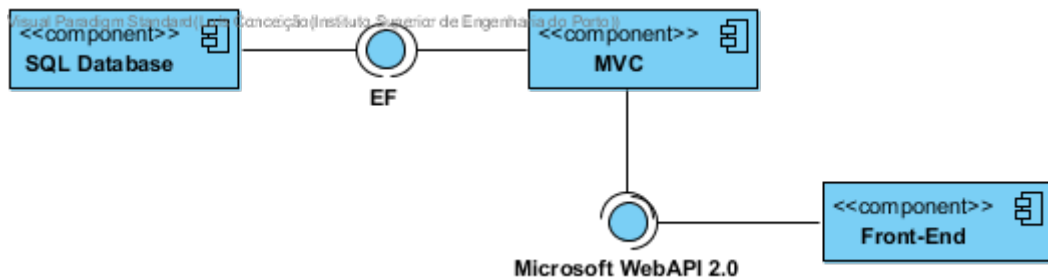 Visual Paradigm Standard(Luís Conceição(Instituto Superior de Engenharia do Porto))
<<component>>
SQL Database
EF
<<component>>
MVC
<<component>>
Front-End
Microsoft WebAPI 2.0